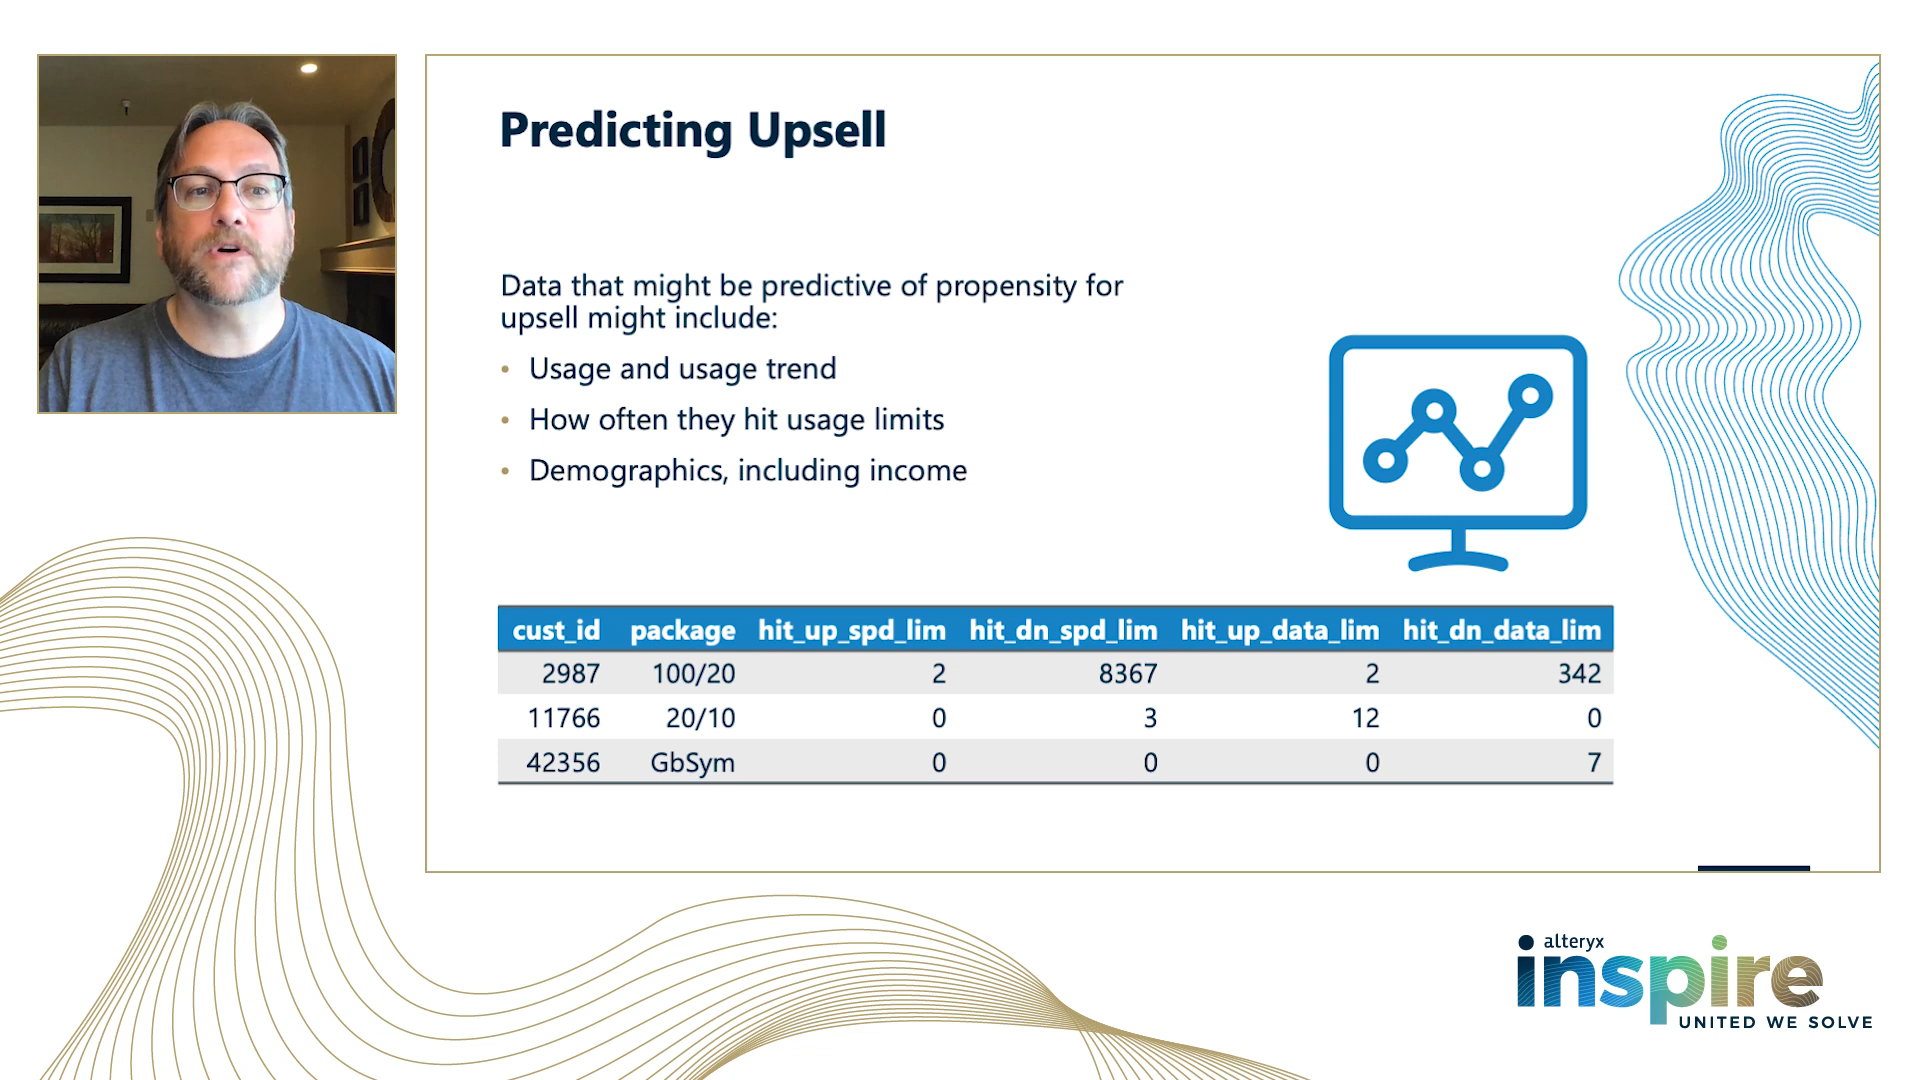 Predicting Upsell
Data that might be predictive of propensity for
upsell might include:
• Usage and usage trend
• How often they hit usage limits
• Demographics, including income
cust_id package hit_up_spd_lim hit_dn_spd_lim hit_up_data_lim hit_dn_data_lim
2987 100/20 2 8367 2 342
11766 20/10 0 3 12 0
42356 GbSym 0 0 0 7
alteryx
inspire
UNITED WE SOLVE